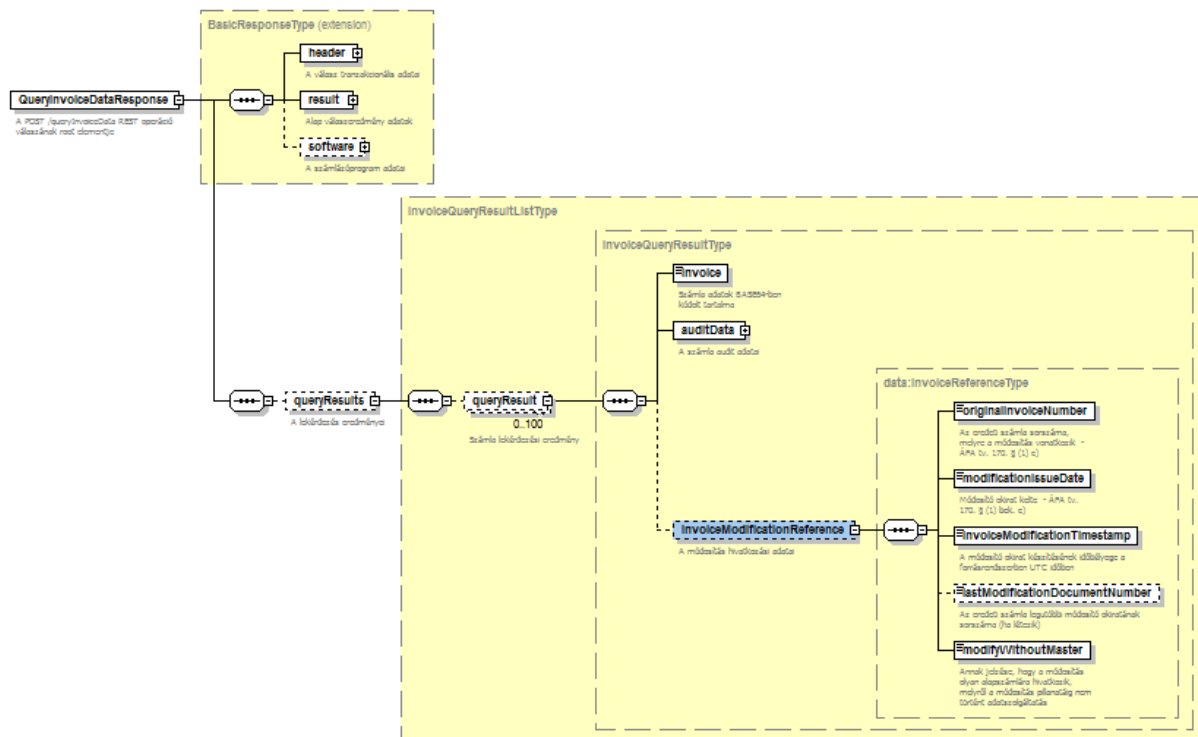 BasicResponseType (extension)
header
A válasz tranzakcionális adatai
QueryInvoiceDataResponse
A POST /queryInvoiceData REST operáció
válaszának root elementje
result
Alap válaszeredmény adatok
software
A számlázóprogram adatai
InvoiceQueryResultListType
InvoiceQueryResultType
invoice
Számla adatok BASE64-ben
kódolt tartalma
auditData
A számla audit adatai
queryResults
A lekérdezés eredményei
queryResult
0..100
Számla lekérdezési eredmény
data:InvoiceReferenceType
originalInvoiceNumber
Az eredeti számla sorszáma,
melyre a módosítás vonatkozik -
ÁFA tv. 170. § (1) c)
modificationIssueDate
Módosító okirat kelte - ÁFA tv.
170. § (1) bek. c)
invoiceModificationReference
A módosítás hivatkozási adatai
invoiceModificationTimestamp
A módosító okirat készítésének időbélyege a
forrásrendszerben UTC időben
lastModificationDocumentNumber
Az eredeti számla legutóbbi módosító okiratának
sorszáma (ha létezik)
modifyWithoutMaster
Annak jelzése, hogy a módosítás
olyan alapszámlára hivatkozik,
melyről a módosítás pillanatáig nem
történt adatszolgáltatás